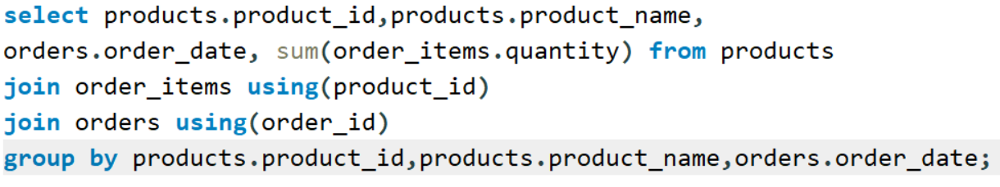 select products.product_id,products.product_name,
orders.order_date, sum(order_items.quantity) from products
join order_items using(product_id)
join orders using(order_id)
group by products.product_id,products.product_name,orders.order_date;